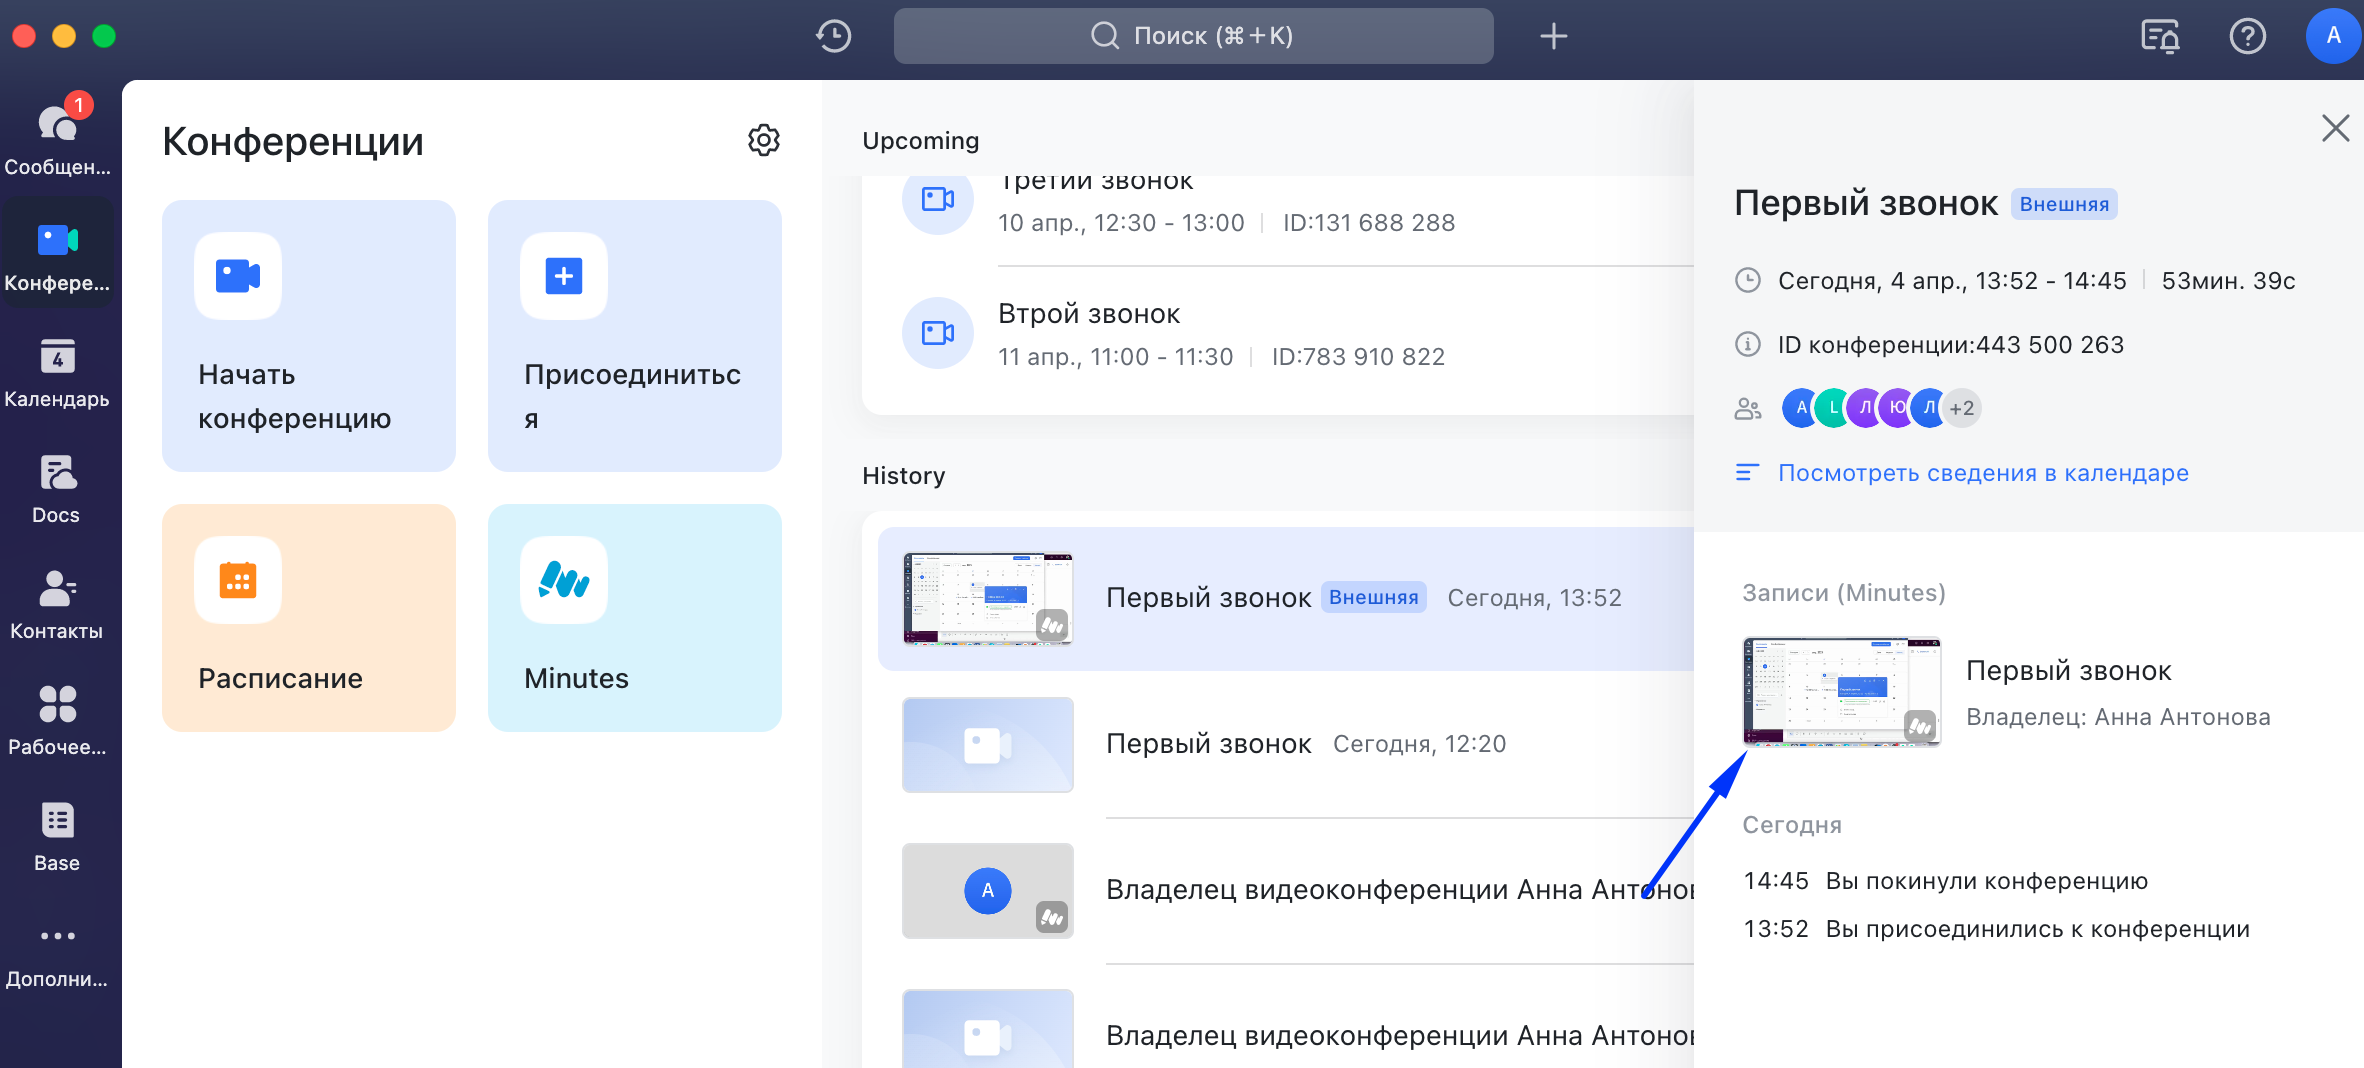 Поиск (⌘+K)
A
1
Сообщен...
Конфере...
4
Календарь
Docs
Контакты
Рабочее...
Base
Дополни...
Конференции
Начать
конференцию
Присоединитьс
я
Расписание
Minutes
Upcoming
Третий звонок
10 апр., 12:30 - 13:00 | ID:131 688 288
Втрой звонок
11 апр., 11:00 - 11:30 | ID:783 910 822
History
Первый звонок Внешняя Сегодня, 13:52
Первый звонок Сегодня, 12:20
A
Владелец видеоконференции Анна Антонов
Владелец видеоконференции Анна Антонов
Первый звонок Внешняя
Сегодня, 4 апр., 13:52 - 14:45 | 53мин. 39с
ID конференции:443 500 263
A L Л Ю Л +2
Посмотреть сведения в календаре
Записи (Minutes)
Первый звонок
Владелец: Анна Антонова
Сегодня
14:45 Вы покинули конференцию
13:52 Вы присоединились к конференции